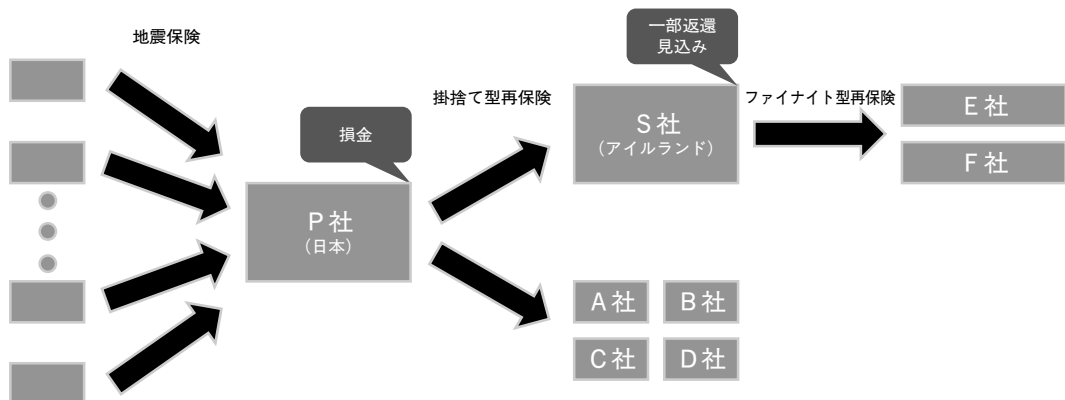 地震保険
損金
P社
（日本）
掛捨て型再保険
一部返還
見込み
S社
（アイルランド）
ファイナイト型再保険
E社
F社
A社
B社
C社
D社